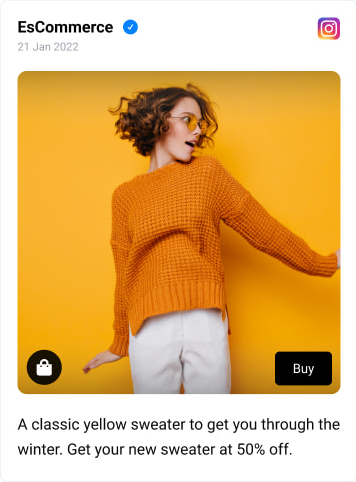 EsCommerce
21 Jan 2022
Buy
A classic yellow sweater to get you through the
winter. Get your new sweater at 50% off.